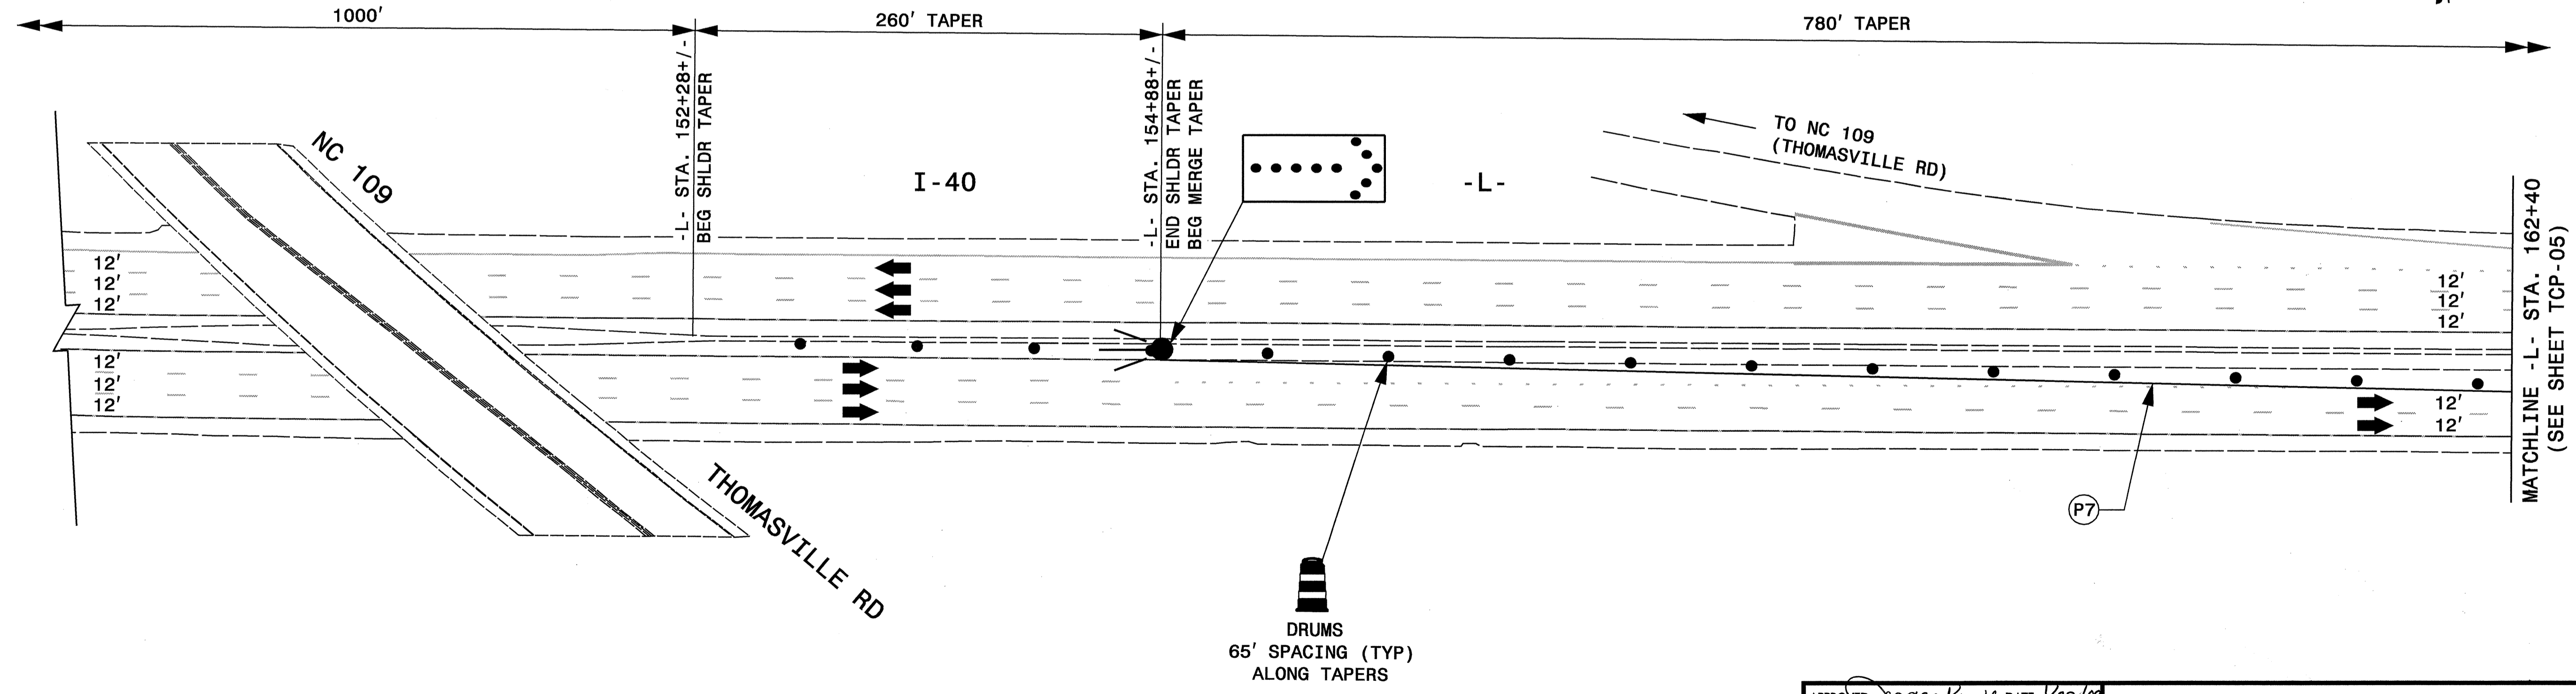 1000'
260' TAPER
780' TAPER
-L- STA. 152+28+/-
BEG SHLDR TAPER
-L- STA. 154+88+/-
END SHLDR TAPER
BEG MERGE TAPER
NC 109
I-40
-L-
TO NC 109
(THOMASVILLE RD)
12'
12'
12'
12'
12'
12'
12'
12'
12'
12'
12'
MATCHLINE -L- STA. 162+40
(SEE SHEET TCP-05)
P7
THOMASVILLE RD
DRUMS
65' SPACING (TYP)
ALONG TAPERS